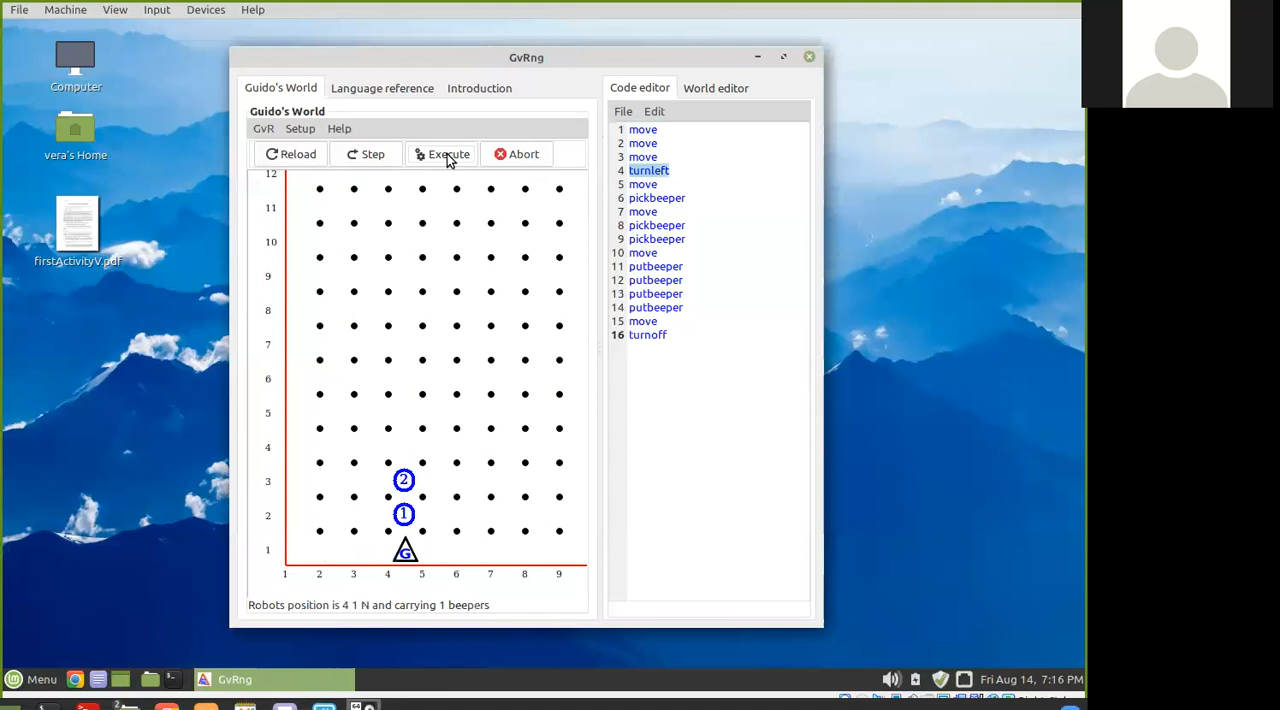 File Machine View Input Devices Help
Computer
vera's Home
firstActivityV.pdf
GvRng
Guido's World Language reference Introduction
Guido's World
GvR Setup Help
Reload Step Execute Abort
12
11
10
9
8
7
6
5
4
3
2
1
2
1
G
1 2 3 4 5 6 7 8 9
Robots position is 4 1 N and carrying 1 beepers
Code editor World editor
File Edit
1 move
2 move
3 move
4 turnleft
5 move
6 pickbeeper
7 move
8 pickbeeper
9 pickbeeper
10 move
11 putbeeper
12 putbeeper
13 putbeeper
14 putbeeper
15 move
16 turnoff
Menu GvRng Fri Aug 14, 7:16 PM